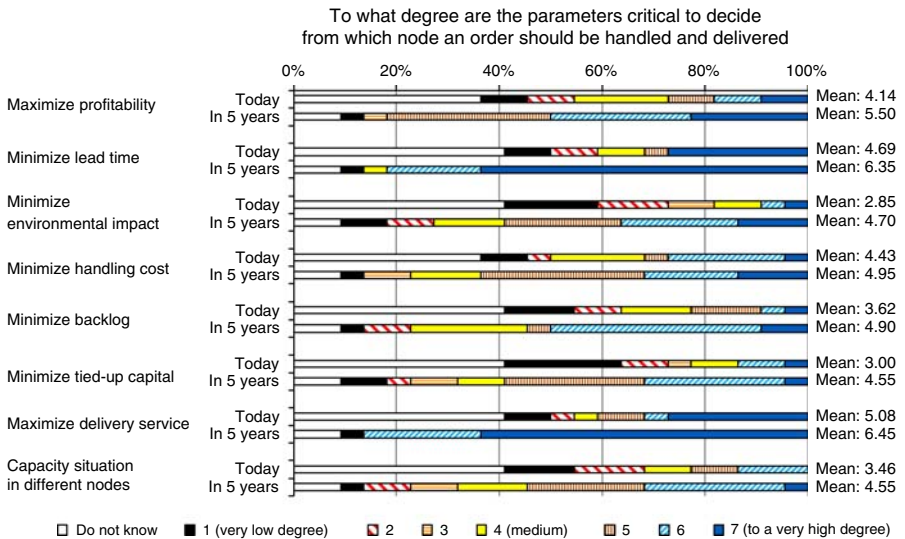 To what degree are the parameters critical to decide
from which node an order should be handled and delivered
0% 20% 40% 60% 80% 100%
Maximize profitability
Today Mean: 4.14
In 5 years Mean: 5.50
Minimize lead time
Today Mean: 4.69
In 5 years Mean: 6.35
Minimize
environmental impact
Today Mean: 2.85
In 5 years Mean: 4.70
Minimize handling cost
Today Mean: 4.43
In 5 years Mean: 4.95
Minimize backlog
Today Mean: 3.62
In 5 years Mean: 4.90
Minimize tied-up capital
Today Mean: 3.00
In 5 years Mean: 4.55
Maximize delivery service
Today Mean: 5.08
In 5 years Mean: 6.45
Capacity situation
in different nodes
Today Mean: 3.46
In 5 years Mean: 4.55
Do not know 1 (very low degree) 2 3 4 (medium) 5 6 7 (to a very high degree)